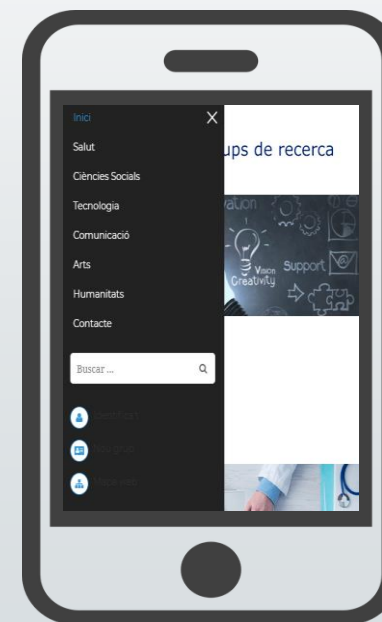 Inici
X
Salut
Ciències Socials
Tecnologia
Comunicació
Arts
Humanitats
Contacte
Buscar ...
ups de recerca
Vision
Creativity
Support